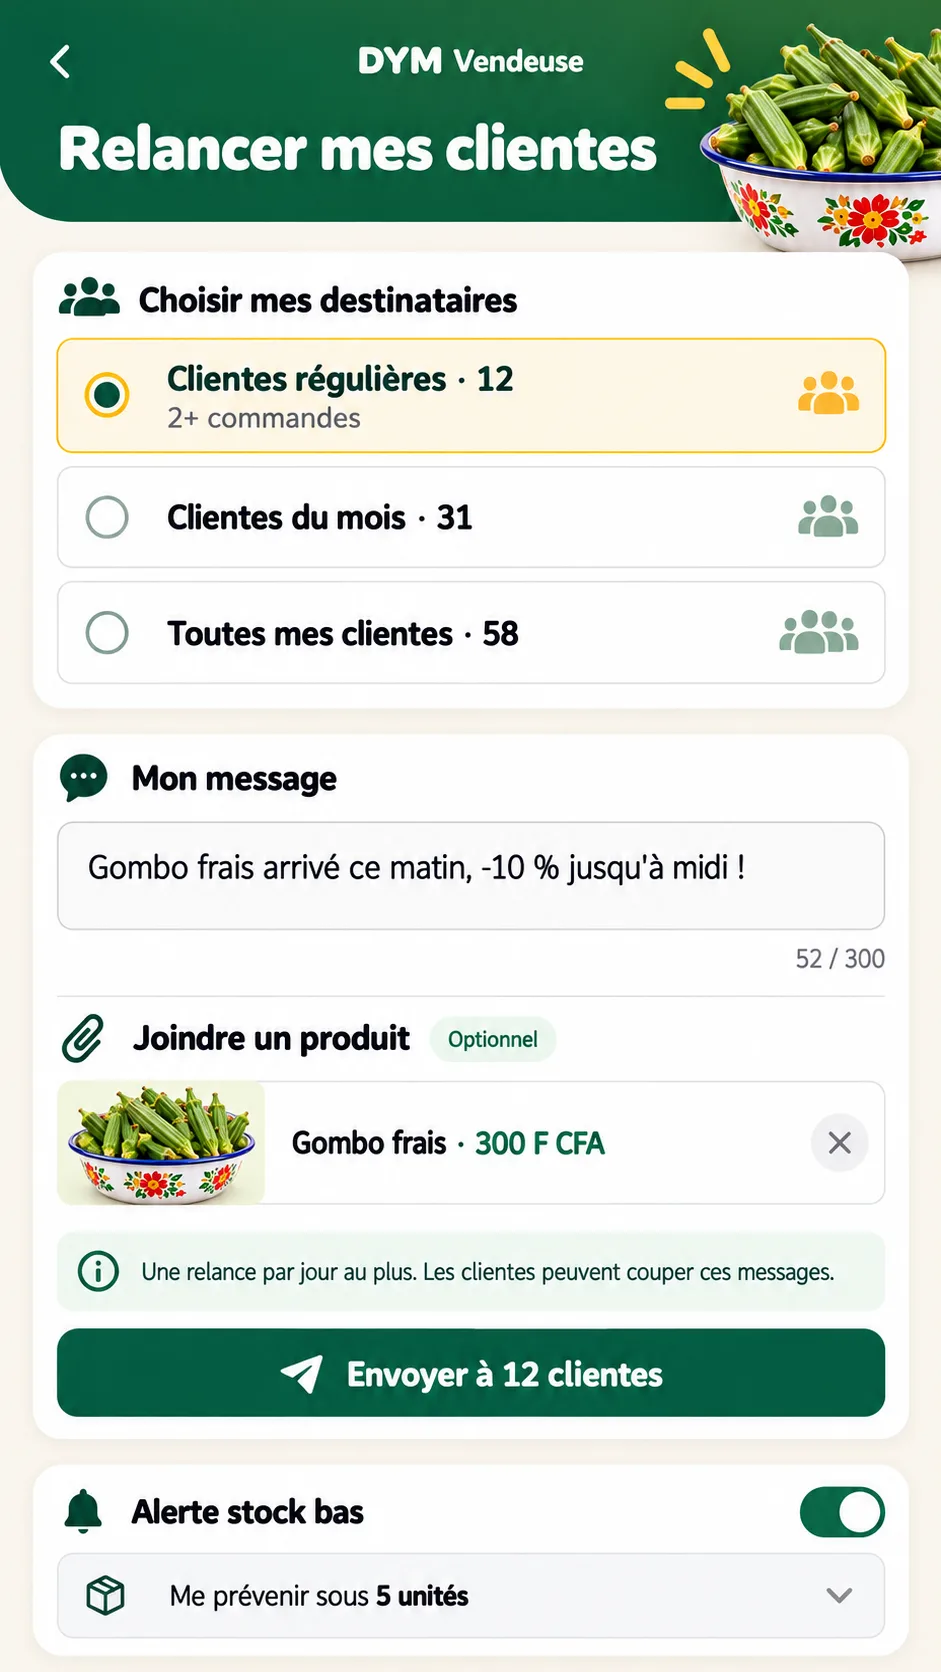 DYM Vendeuse
Relancer mes clientes
Choisir mes destinataires
Clientes régulières · 12
2+ commandes
Clientes du mois · 31
Toutes mes clientes · 58
Mon message
Gombo frais arrivé ce matin, -10 % jusqu'à midi !
52 / 300
Joindre un produit Optionnel
Gombo frais · 300 F CFA
Une relance par jour au plus. Les clientes peuvent couper ces messages.
Envoyer à 12 clientes
Alerte stock bas
Me prévenir sous 5 unités